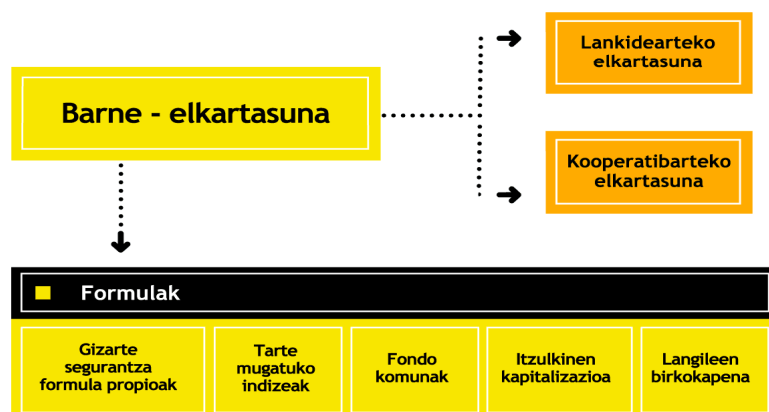 Barne - elkartasuna
Lankidearteko
elkartasuna
Kooperatibarteko
elkartasuna
Formulak
Gizarte
segurantza
formula propioak
Tarte
mugatuko
indizeak
Fondo
komunak
Itzulkinen
kapitalizazioa
Langileen
birkokapena